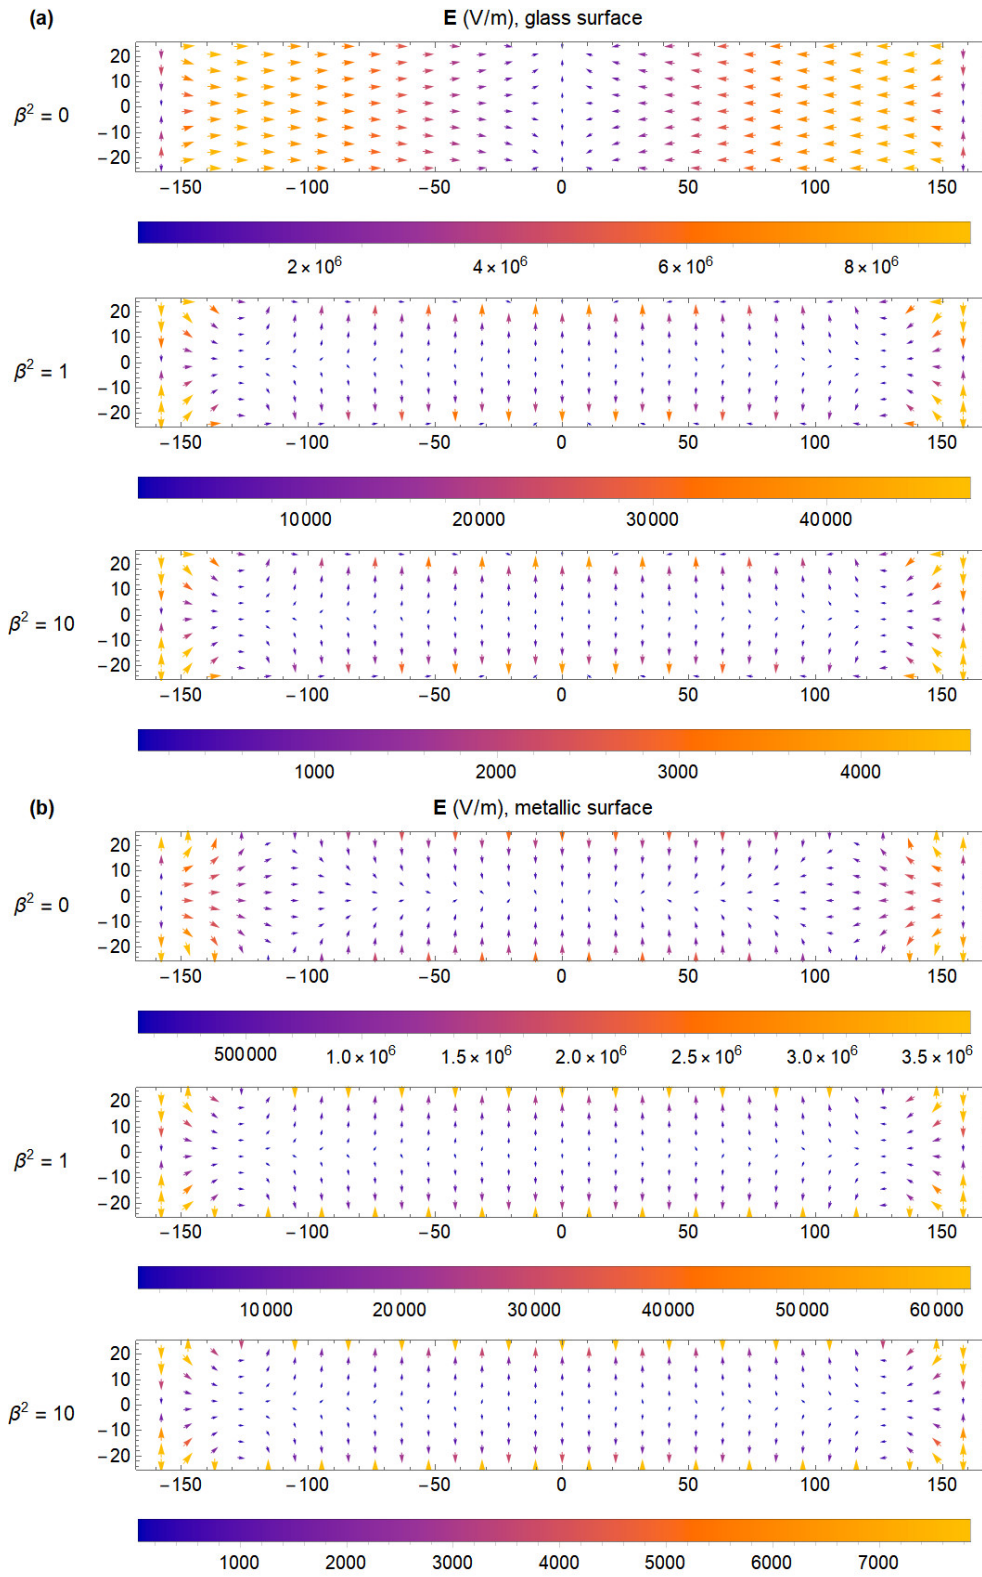 (a) E (V/m), glass surface
β² = 0
20
10
0
−10
−20
−150 −100 −50 0 50 100 150
2×10⁶ 4×10⁶ 6×10⁶ 8×10⁶
β² = 1
20
10
0
−10
−20
−150 −100 −50 0 50 100 150
10000 20000 30000 40000
β² = 10
20
10
0
−10
−20
−150 −100 −50 0 50 100 150
1000 2000 3000 4000
(b) E (V/m), metallic surface
β² = 0
20
10
0
−10
−20
−150 −100 −50 0 50 100 150
500000 1.0×10⁶ 1.5×10⁶ 2.0×10⁶ 2.5×10⁶ 3.0×10⁶ 3.5×10⁶
β² = 1
20
10
0
−10
−20
−150 −100 −50 0 50 100 150
10000 20000 30000 40000 50000 60000
β² = 10
20
10
0
−10
−20
−150 −100 −50 0 50 100 150
1000 2000 3000 4000 5000 6000 7000